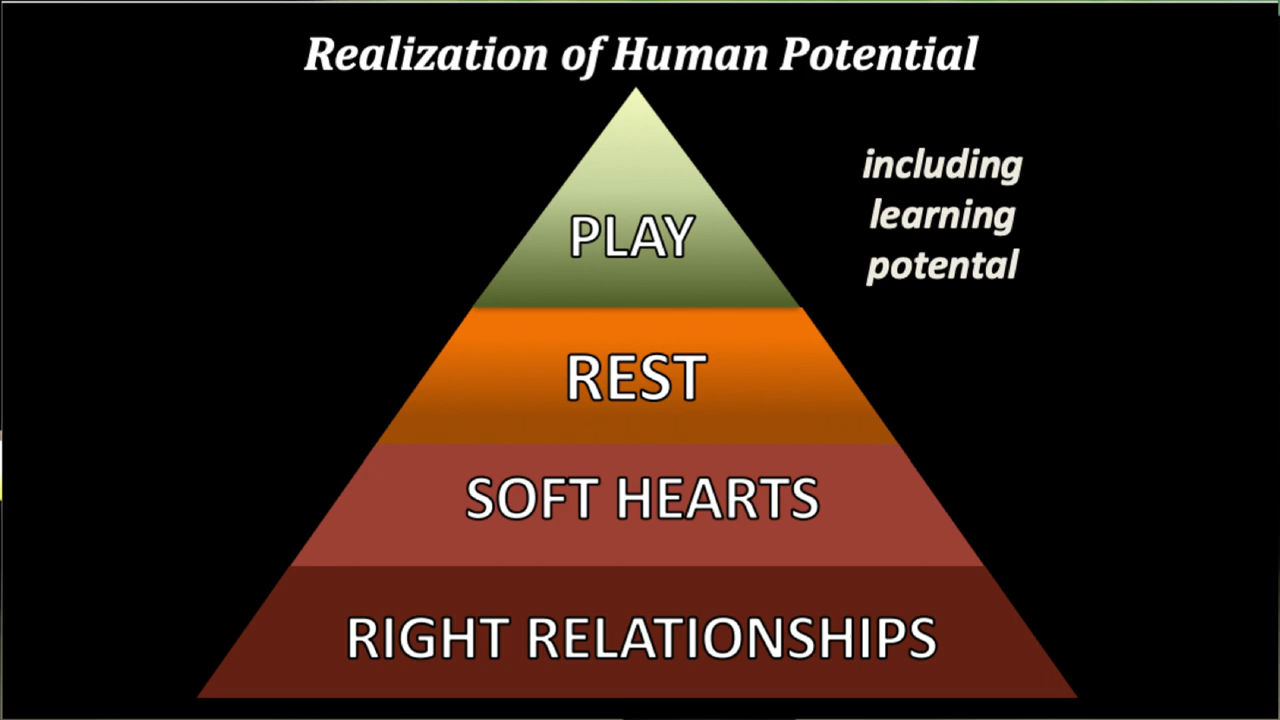 Realization of Human Potential
including
learning
potental
PLAY
REST
SOFT HEARTS
RIGHT RELATIONSHIPS